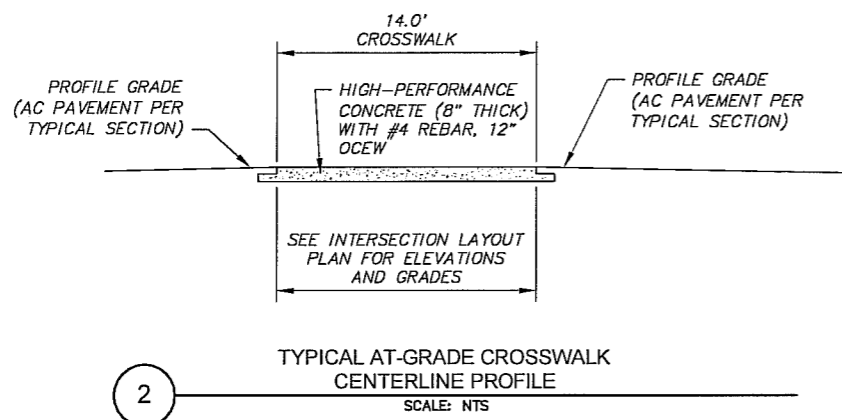 14.0'
CROSSWALK
PROFILE GRADE
(AC PAVEMENT PER
TYPICAL SECTION)
HIGH-PERFORMANCE
CONCRETE (8" THICK)
WITH #4 REBAR, 12"
OCEW
PROFILE GRADE
(AC PAVEMENT PER
TYPICAL SECTION)
SEE INTERSECTION LAYOUT
PLAN FOR ELEVATIONS
AND GRADES
2
TYPICAL AT-GRADE CROSSWALK
CENTERLINE PROFILE
SCALE: NTS